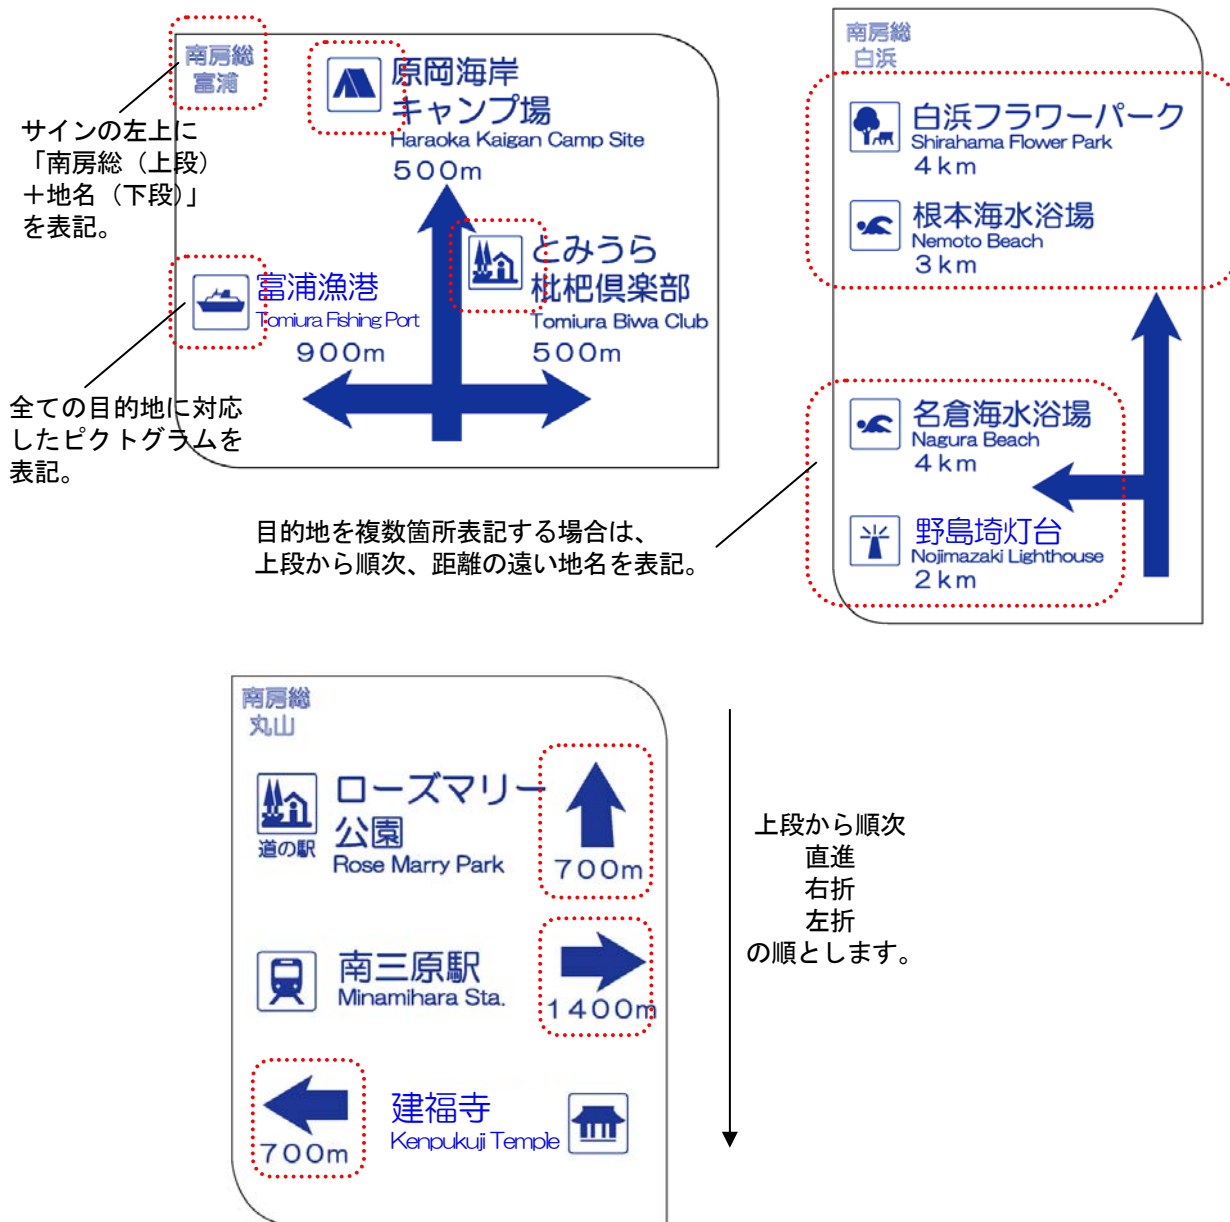 南房総
富浦
原岡海岸
キャンプ場
Haraoka Kaigan Camp Site
500m
サインの左上に
「南房総（上段）
＋地名（下段）」
を表記。
とみうら
枇杷倶楽部
Tomiura Biwa Club
500m
富浦漁港
Tomiura Fishing Port
900m
全ての目的地に対応
したピクトグラムを
表記。
南房総
白浜
白浜フラワーパーク
Shirahama Flower Park
4km
根本海水浴場
Nemoto Beach
3km
名倉海水浴場
Nagura Beach
4km
野島埼灯台
Nojimazaki Lighthouse
2km
目的地を複数箇所表記する場合は、
上段から順次、距離の遠い地名を表記。
南房総
丸山
ローズマリー
公園
道の駅
Rose Marry Park
700m
南三原駅
Minamihara Sta.
1400m
建福寺
Kenpukuji Temple
700m
上段から順次
直進
右折
左折
の順とします。